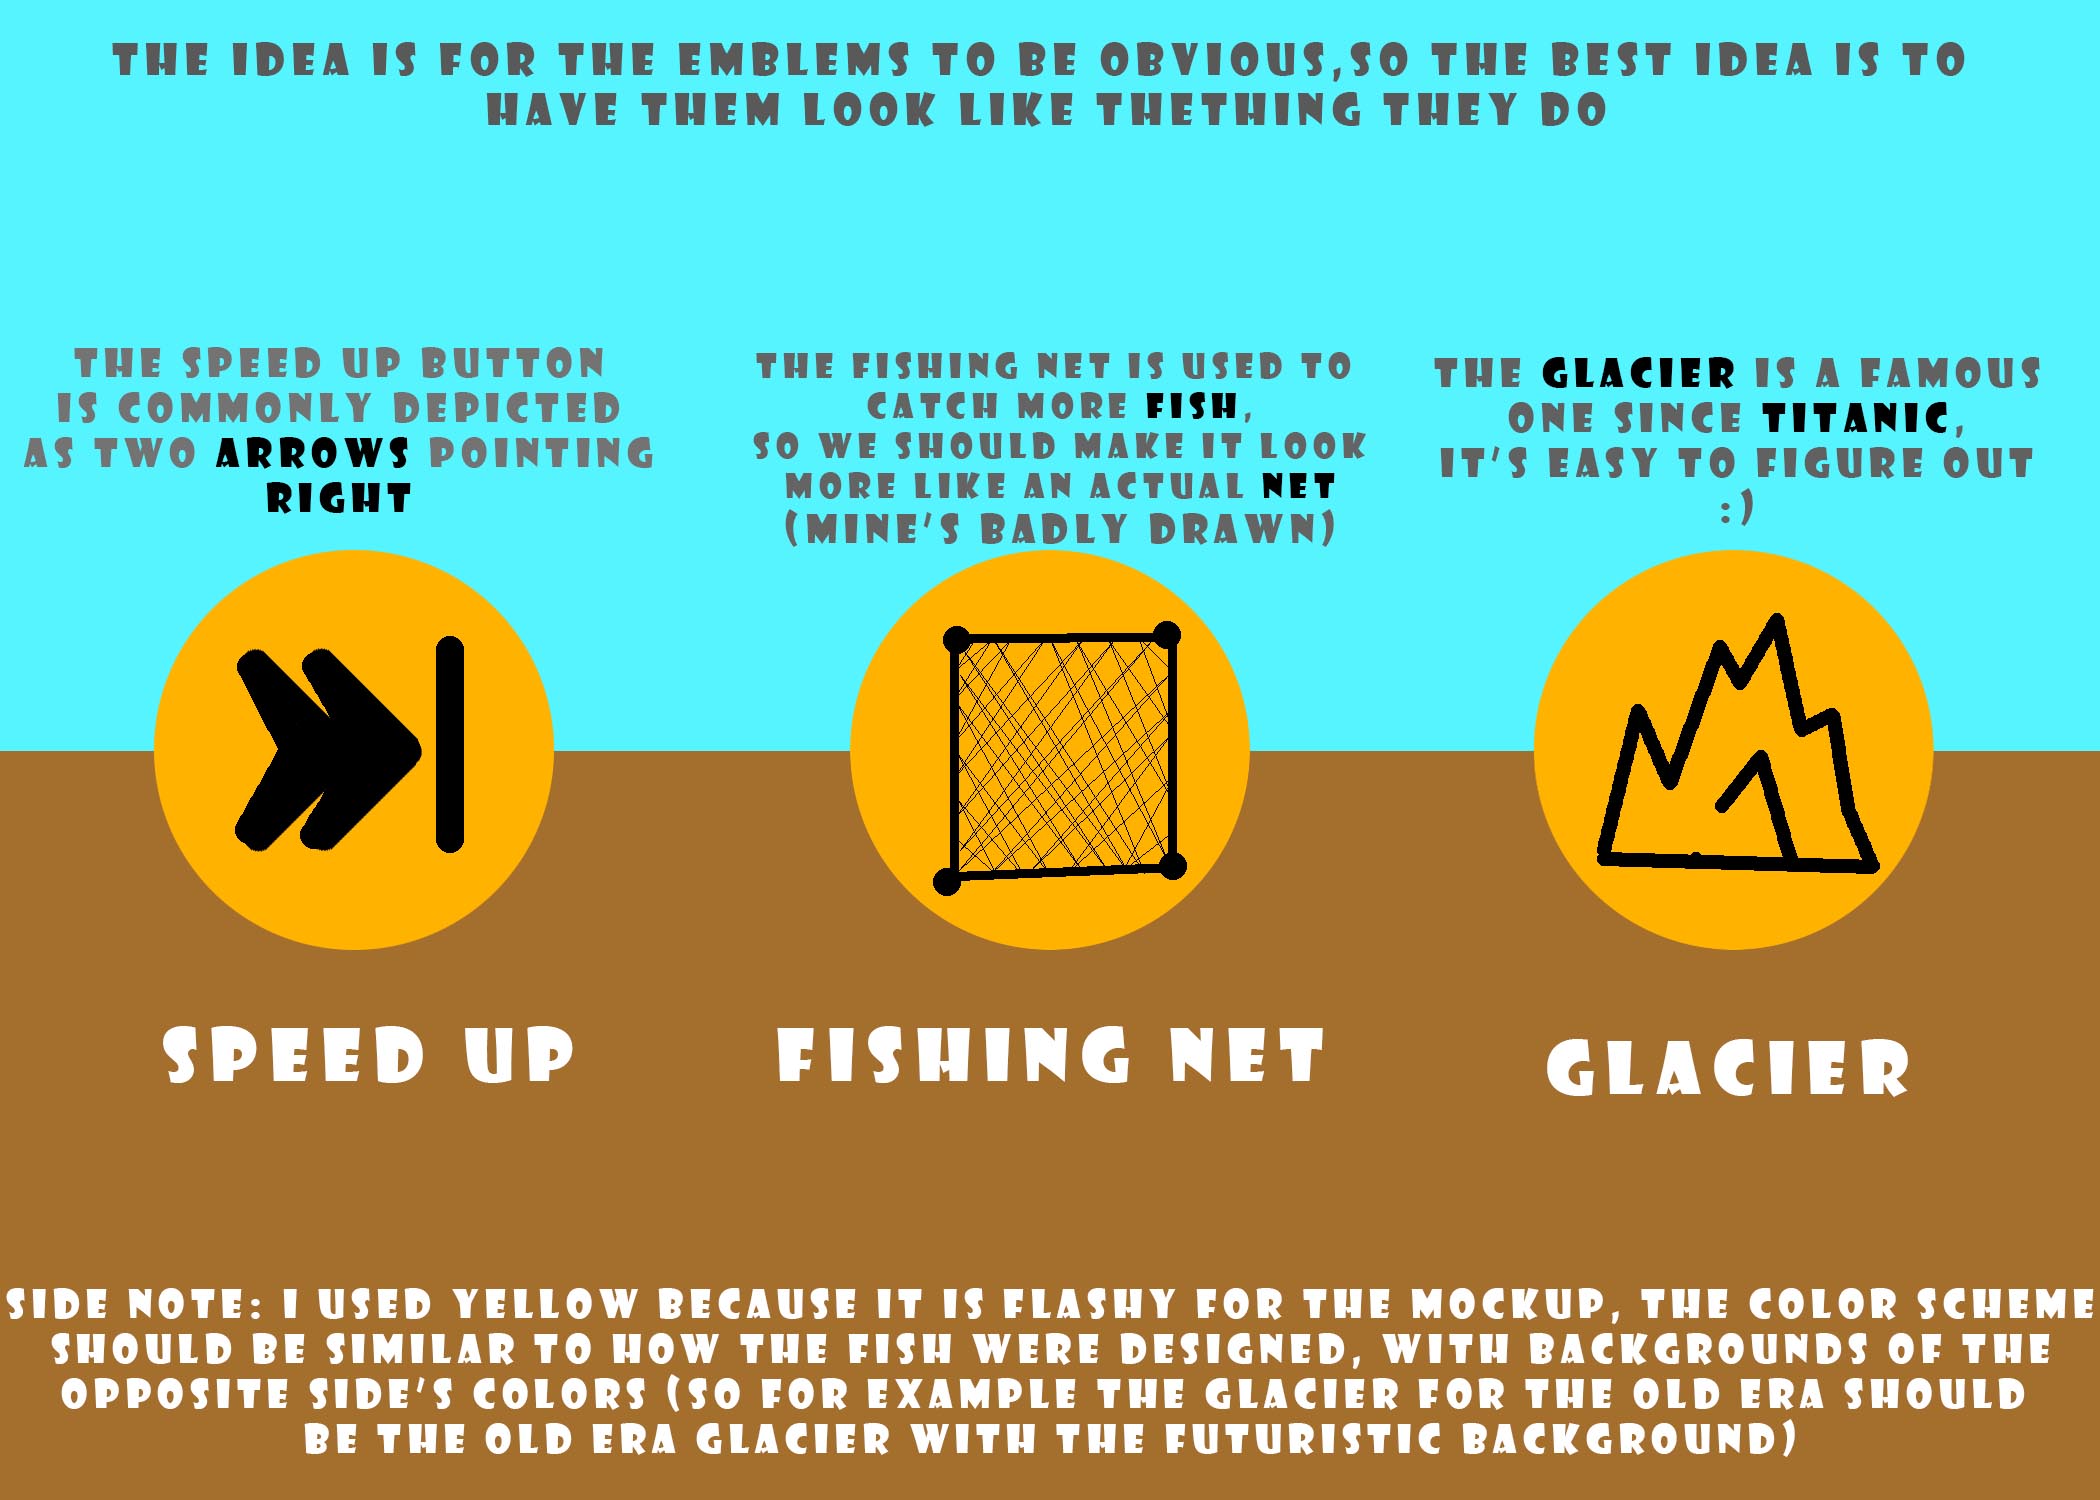 THE IDEA IS FOR THE EMBLEMS TO BE OBVIOUS,SO THE BEST IDEA IS TO
HAVE THEM LOOK LIKE THETHING THEY DO
THE SPEED UP BUTTON
IS COMMONLY DEPICTED
AS TWO ARROWS POINTING
RIGHT
THE FISHING NET IS USED TO
CATCH MORE FISH,
SO WE SHOULD MAKE IT LOOK
MORE LIKE AN ACTUAL NET
(MINE'S BADLY DRAWN)
THE GLACIER IS A FAMOUS
ONE SINCE TITANIC,
IT'S EASY TO FIGURE OUT
:)
SPEED UP
FISHING NET
GLACIER
SIDE NOTE: I USED YELLOW BECAUSE IT IS FLASHY FOR THE MOCKUP, THE COLOR SCHEME
SHOULD BE SIMILAR TO HOW THE FISH WERE DESIGNED, WITH BACKGROUNDS OF THE
OPPOSITE SIDE'S COLORS (SO FOR EXAMPLE THE GLACIER FOR THE OLD ERA SHOULD
BE THE OLD ERA GLACIER WITH THE FUTURISTIC BACKGROUND)